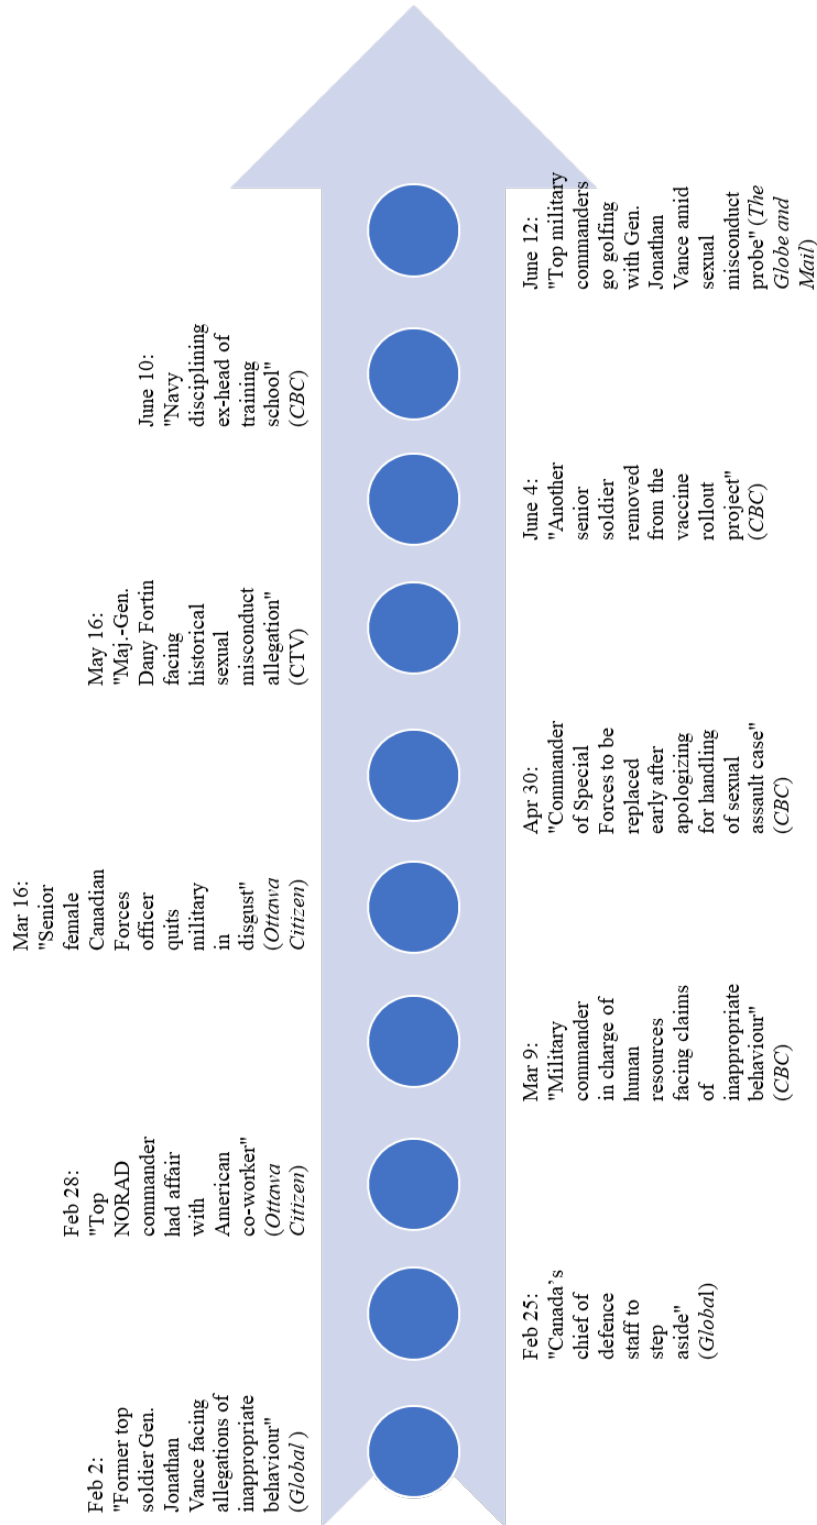 Feb 2:
"Former top
soldier Gen.
Jonathan
Vance facing
allegations of
inappropriate
behaviour"
(Global )
Feb 25:
"Canada’s
chief of
defence
staff to
step
aside"
(Global)
Feb 28:
"Top
NORAD
commander
had affair
with
American
co-worker"
(Ottawa
Citizen)
Mar 9:
"Military
commander
in charge of
human
resources
facing claims
of
inappropriate
behaviour"
(CBC)
Mar 16:
"Senior
female
Canadian
Forces
officer
quits
military
in
disgust"
(Ottawa
Citizen)
Apr 30:
"Commander
of Special
Forces to be
replaced
early after
apologizing
for handling
of sexual
assault case"
(CBC)
May 16:
"Maj.-Gen.
Dany Fortin
facing
historical
sexual
misconduct
allegation"
(CTV)
June 4:
"Another
senior
soldier
removed
from the
vaccine
rollout
project"
(CBC)
June 10:
"Navy
disciplining
ex-head of
training
school"
(CBC)
June 12:
"Top military
commanders
go golfing
with Gen.
Jonathan
Vance amid
sexual
misconduct
probe" (The
Globe and
Mail)